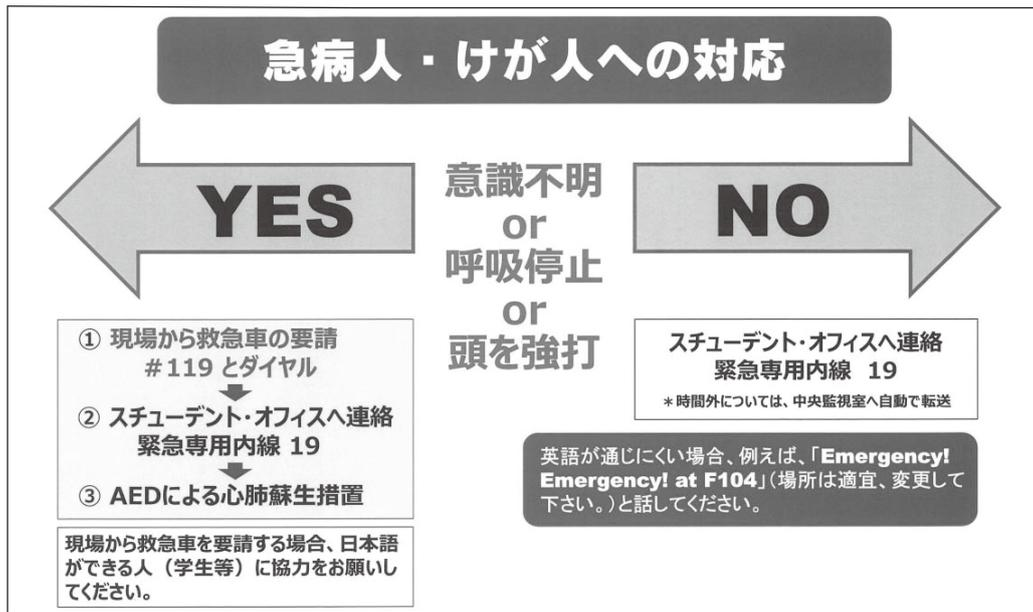 急病人・けが人への対応
YES
意識不明
or
呼吸停止
or
頭を強打
NO
① 現場から救急車の要請
＃119 とダイヤル
② スチューデント・オフィスへ連絡
緊急専用内線 19
③ AEDによる心肺蘇生措置
現場から救急車を要請する場合、日本語
ができる人（学生等）に協力をお願いし
てください。
スチューデント・オフィスへ連絡
緊急専用内線 19
＊時間外については、中央監視室へ自動で転送
英語が通じにくい場合、例えば、「Emergency!
Emergency! at F104」（場所は適宜、変更して
下さい。）と話してください。